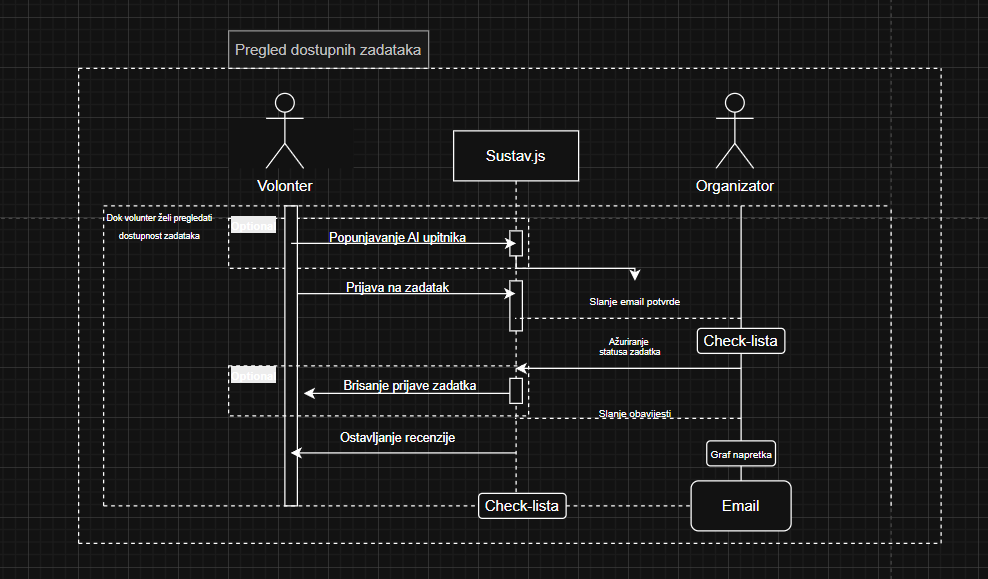 Pregled dostupnih zadataka
Sustav.js
Volonter
Organizator
Dok volunter želi pregledati
dostupnost zadataka
Optional
Popunjavanje AI upitnika
Prijava na zadatak
Slanje email potvrde
Check-lista
Ažuriranje
statusa zadatka
Optional
Brisanje prijave zadatka
Slanje obavijesti
Ostavljanje recenzije
Graf napretka
Check-lista
Email